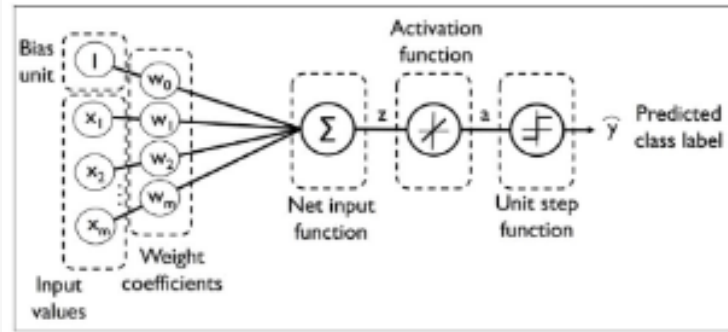 Bias
unit
1
x₁
x₂
xₘ
w₀
w₁
w₂
wₘ
Input
values
Weight
coefficients
Σ
Net input
function
z
Activation
function
a
Unit step
function
ŷ
Predicted
class label